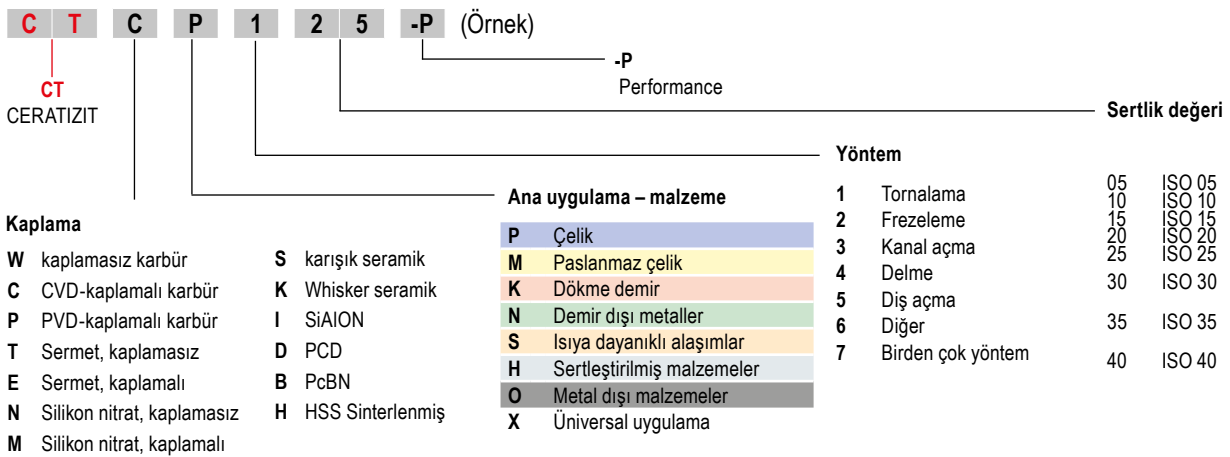 C T C P 1 2 5 -P (Örnek)
-P
Performance
CT
CERATIZIT
Sertlik değeri
Yöntem
Ana uygulama – malzeme
Kaplama
W kaplamasız karbür
C CVD-kaplamalı karbür
P PVD-kaplamalı karbür
T Sermet, kaplamasız
E Sermet, kaplamalı
N Silikon nitrat, kaplamasız
M Silikon nitrat, kaplamalı
S karışık seramik
K Whisker seramik
I SiAlON
D PCD
B PcBN
H HSS Sinterlenmiş
P Çelik
M Paslanmaz çelik
K Dökme demir
N Demir dışı metaller
S Isıya dayanıklı alaşımlar
H Sertleştirilmiş malzemeler
O Metal dışı malzemeler
X Üniversal uygulama
1 Tornalama
2 Frezeleme
3 Kanal açma
4 Delme
5 Diş açma
6 Diğer
7 Birden çok yöntem
05 ISO 05
10 ISO 10
15 ISO 15
20 ISO 20
25 ISO 25
30 ISO 30
35 ISO 35
40 ISO 40